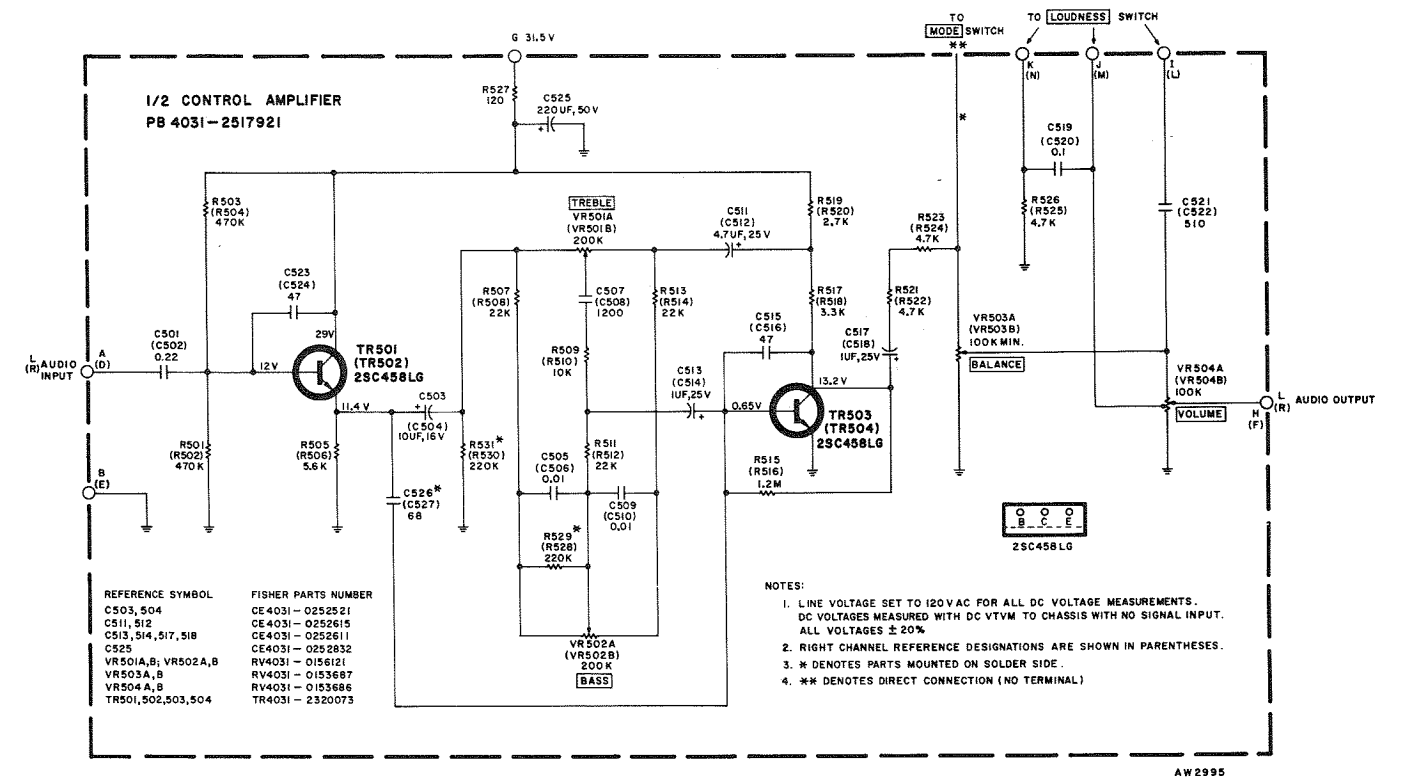 TO
MODE SWITCH
**
TO LOUDNESS SWITCH
G 31.5V
K
(N)
J
(M)
I
(L)
1/2 CONTROL AMPLIFIER
PB 4031-2517921
R527
120
C525
220UF, 50V
+
*
C519
(C520)
0.1
R503
(R504)
470K
TREBLE
VR501A
(VR501B)
200K
C511
(C512)
4.7UF, 25V
+
R519
(R520)
2.7K
R523
(R524)
4.7K
R526
(R525)
4.7K
C521
(C522)
510
C523
(C524)
47
R507
(R508)
22K
C507
(C508)
1200
R513
(R514)
22K
R517
(R518)
3.3K
R521
(R522)
4.7K
C501
(C502)
0.22
29V
TR501
(TR502)
2SC458LG
R509
(R510)
10K
C515
(C516)
47
C517
(C518)
1UF, 25V
+
VR503A
(VR503B)
100K MIN.
BALANCE
L
(R) AUDIO
INPUT
A
(D)
12V
C513
(C514)
1UF, 25V
+
13.2V
VR504A
(VR504B)
100K
VOLUME
L
(R) AUDIO OUTPUT
H
(F)
11.4V
+ C503
(C504)
10UF, 16V
0.65V
TR503
(TR504)
2SC458LG
R501
(R502)
470K
R505
(R506)
5.6K
R531*
(R530)
220K
R511
(R512)
22K
C505
(C506)
0.01
R515
(R516)
1.2M
B
(E)
C526*
(C527)
68
C509
(C510)
0.01
R529*
(R528)
220K
B C E
2SC458LG
VR502A
(VR502B)
200K
BASS
REFERENCE SYMBOL FISHER PARTS NUMBER
C503, 504 CE4031-0252521
C511, 512 CE4031-0252615
C513, 514, 517, 518 CE4031-0252611
C525 CE4031-0252832
VR501A,B; VR502A,B RV4031-0156121
VR503A,B RV4031-0153687
VR504A,B RV4031-0153686
TR501,502,503,504 TR4031-2320073
NOTES:
1. LINE VOLTAGE SET TO 120VAC FOR ALL DC VOLTAGE MEASUREMENTS.
DC VOLTAGES MEASURED WITH DC VTVM TO CHASSIS WITH NO SIGNAL INPUT.
ALL VOLTAGES ± 20%
2. RIGHT CHANNEL REFERENCE DESIGNATIONS ARE SHOWN IN PARENTHESES.
3. * DENOTES PARTS MOUNTED ON SOLDER SIDE.
4. ** DENOTES DIRECT CONNECTION (NO TERMINAL)
AW2995